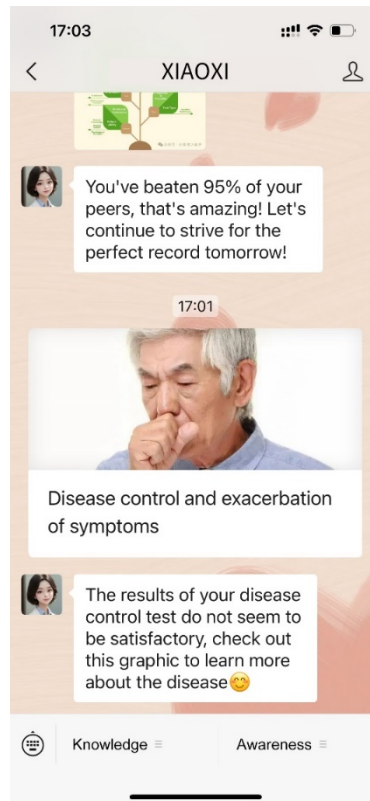 17:03
XIAOXI
You've beaten 95% of your
peers, that's amazing! Let's
continue to strive for the
perfect record tomorrow!
17:01
Disease control and exacerbation
of symptoms
The results of your disease
control test do not seem to
be satisfactory, check out
this graphic to learn more
about the disease😊
Knowledge
Awareness